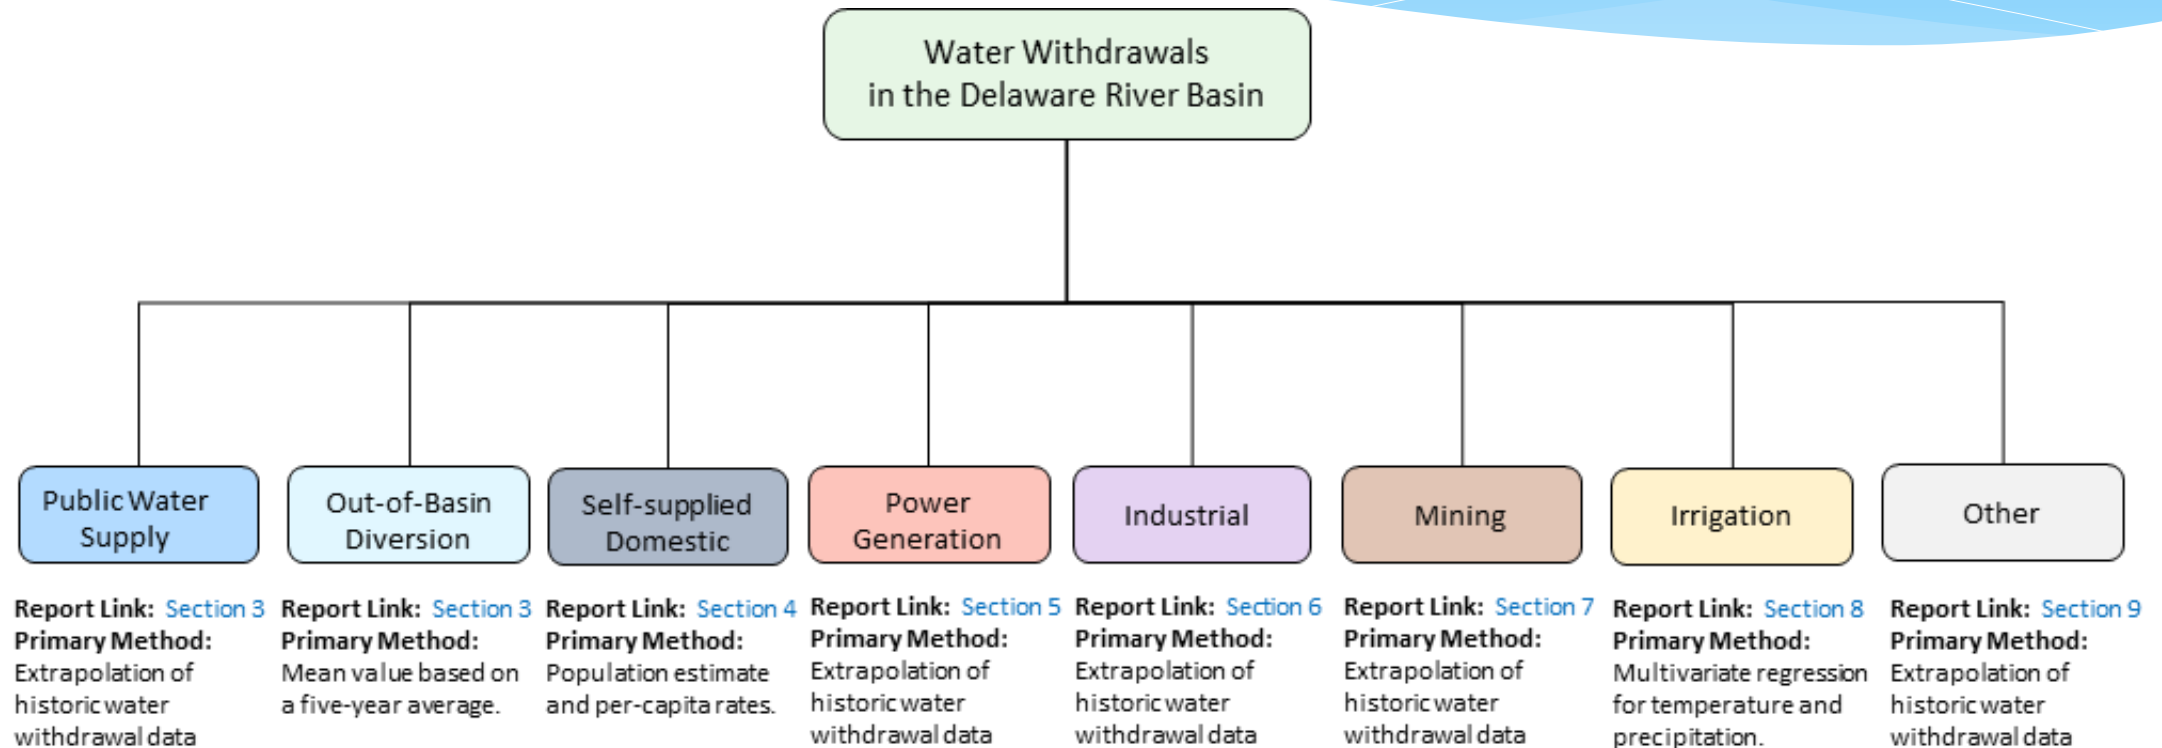 Water Withdrawals
in the Delaware River Basin
Public Water
Supply
Out-of-Basin
Diversion
Self-supplied
Domestic
Power
Generation
Industrial
Mining
Irrigation
Other
Report Link: Section 3
Primary Method:
Extrapolation of
historic water
withdrawal data
Report Link: Section 3
Primary Method:
Mean value based on
a five-year average.
Report Link: Section 4
Primary Method:
Population estimate
and per-capita rates.
Report Link: Section 5
Primary Method:
Extrapolation of
historic water
withdrawal data
Report Link: Section 6
Primary Method:
Extrapolation of
historic water
withdrawal data
Report Link: Section 7
Primary Method:
Extrapolation of
historic water
withdrawal data
Report Link: Section 8
Primary Method:
Multivariate regression
for temperature and
precipitation.
Report Link: Section 9
Primary Method:
Extrapolation of
historic water
withdrawal data